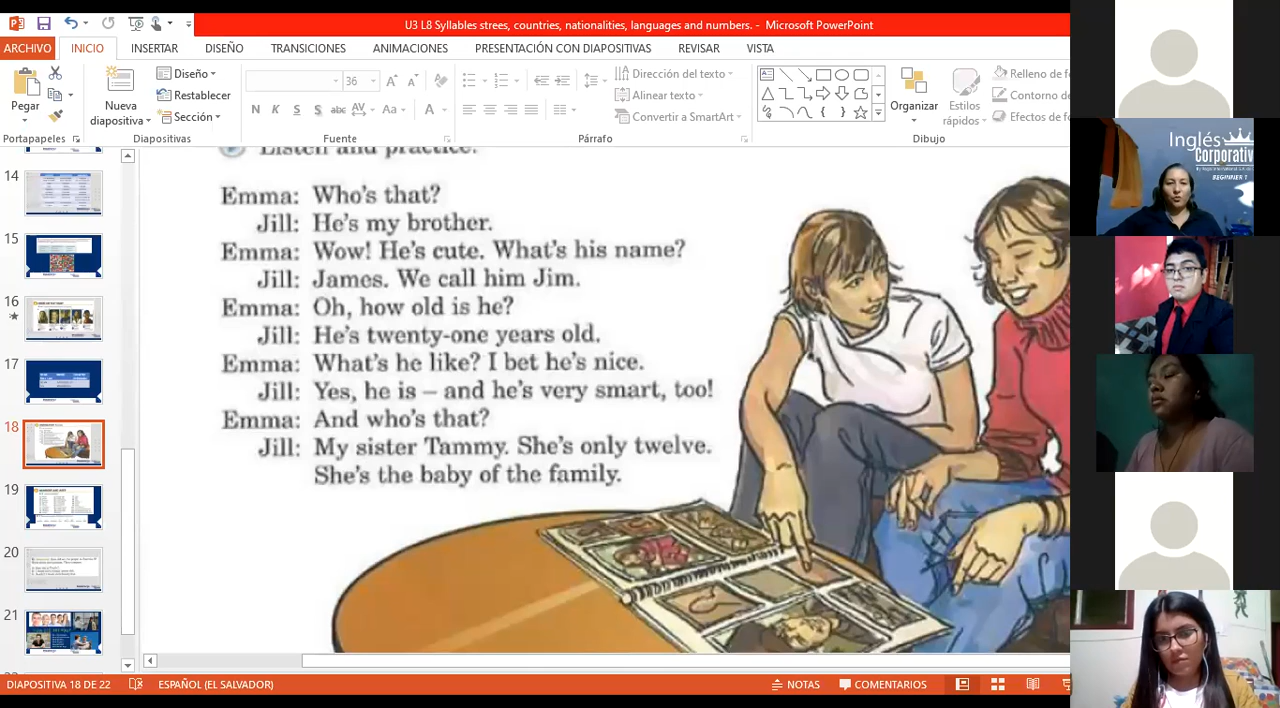 U3 L8 Syllables strees, countries, nationalities, languages and numbers. - Microsoft PowerPoint
ARCHIVO INICIO INSERTAR DISEÑO TRANSICIONES ANIMACIONES PRESENTACIÓN CON DIAPOSITIVAS REVISAR VISTA
Pegar
Nueva diapositiva
Diseño
Restablecer
Sección
36
N K S S abc AV Aa A
Dirección del texto
Alinear texto
Convertir a SmartArt
Organizar
Estilos rápidos
Relleno de f
Contorno de
Efectos de f
Portapapeles Diapositivas Fuente Párrafo Dibujo
Listen and practice.
Emma: Who's that?
Jill: He's my brother.
Emma: Wow! He's cute. What's his name?
Jill: James. We call him Jim.
Emma: Oh, how old is he?
Jill: He's twenty-one years old.
Emma: What's he like? I bet he's nice.
Jill: Yes, he is – and he's very smart, too!
Emma: And who's that?
Jill: My sister Tammy. She's only twelve.
She's the baby of the family.
14
15
16
17
18
19
20
21
Inglés
Corporativ
BEGINNER 1
DIAPOSITIVA 18 DE 22 ESPAÑOL (EL SALVADOR) NOTAS COMENTARIOS